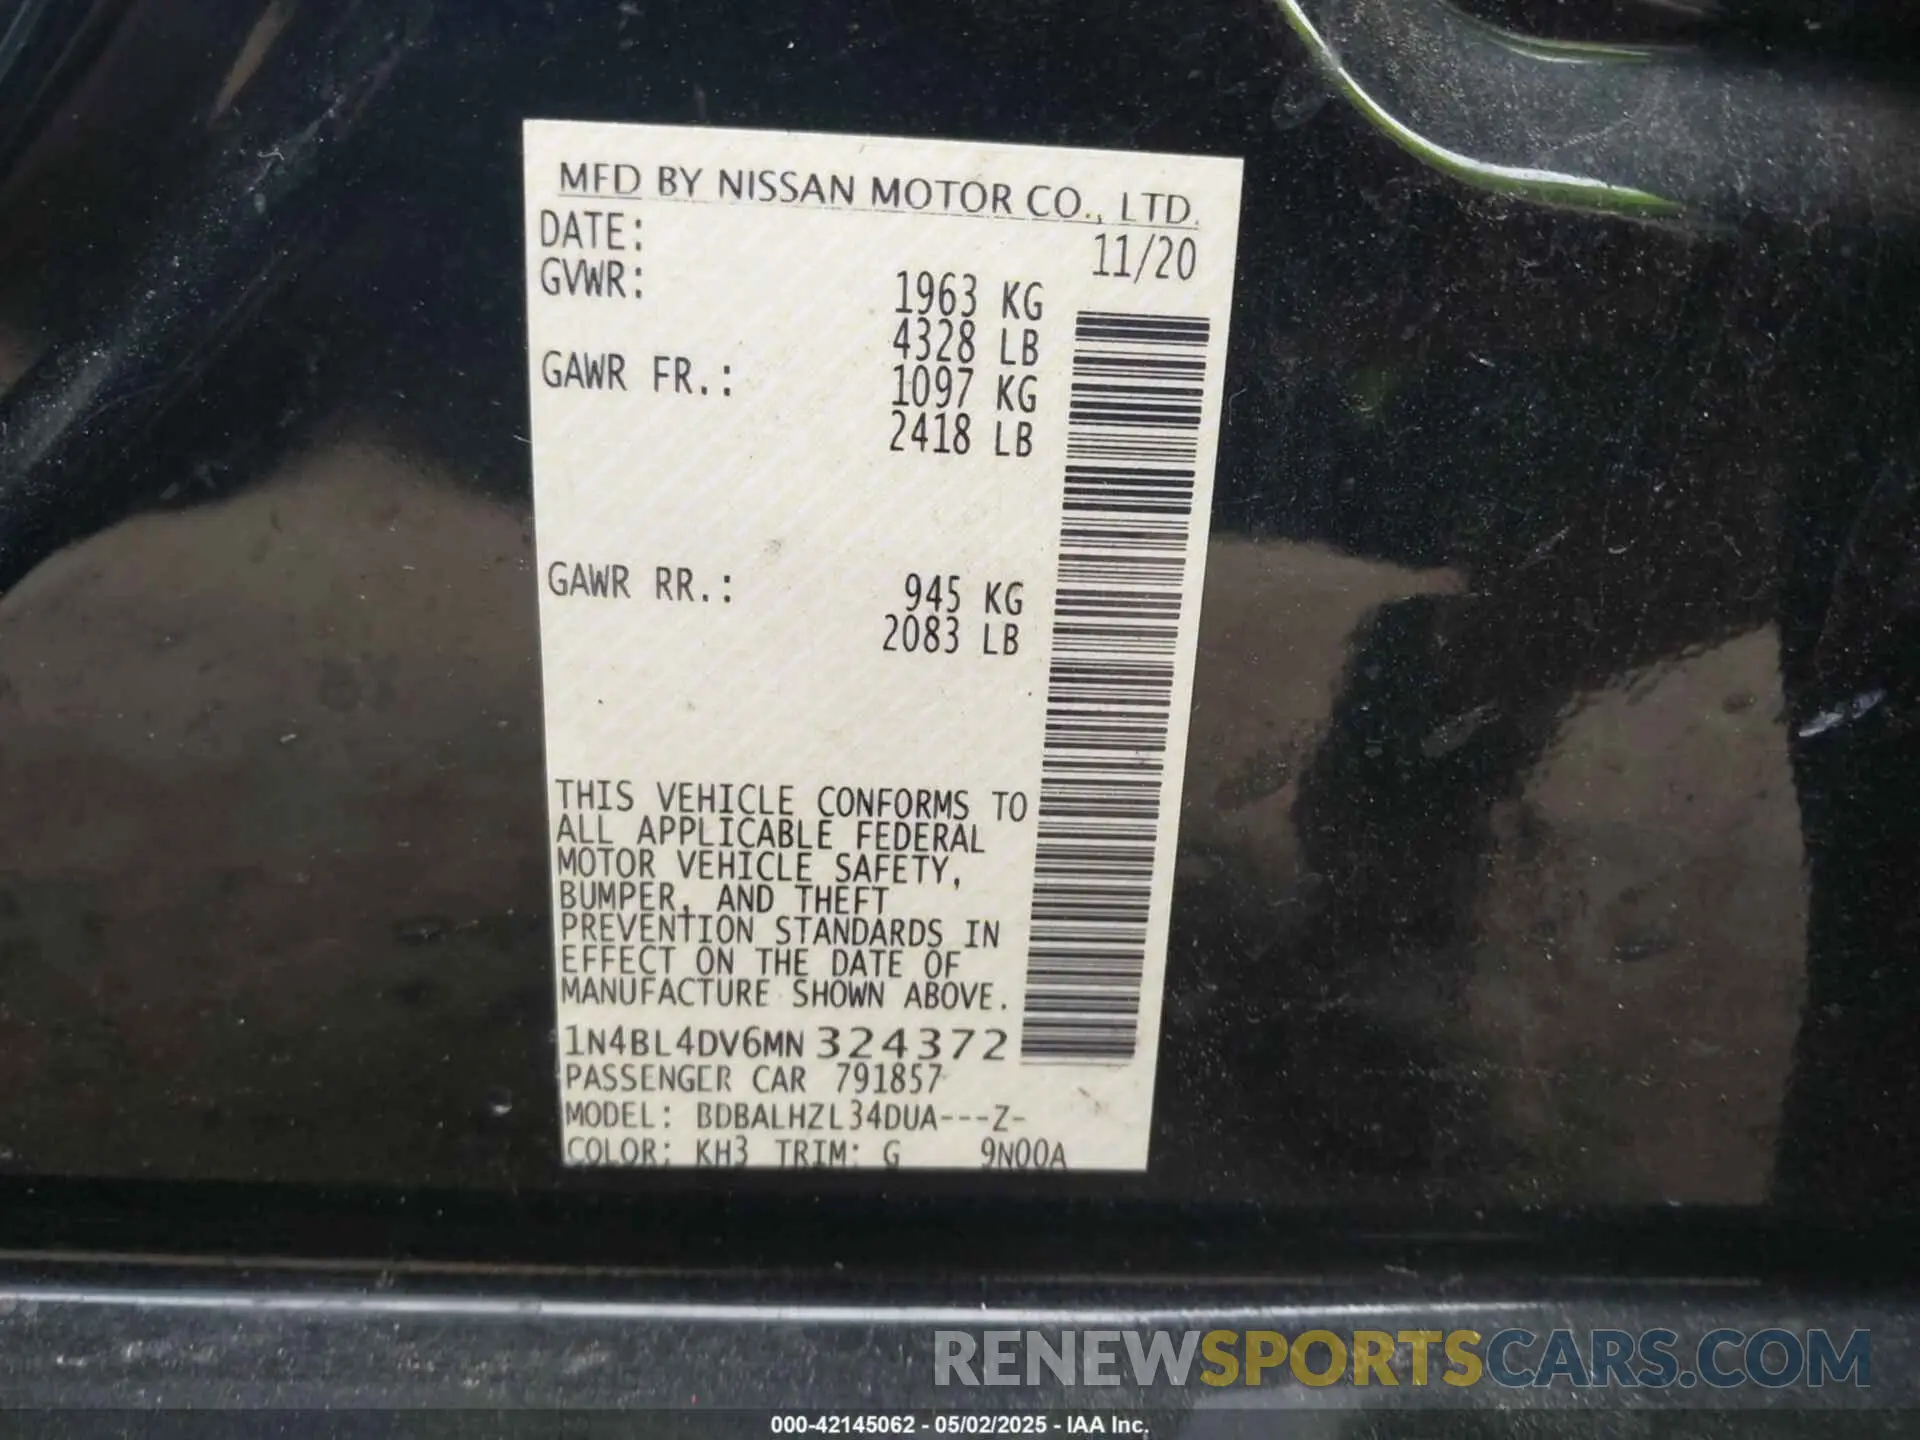 MFD BY NISSAN MOTOR CO., LTD.
DATE: 11/20
GVWR: 1963 KG
4328 LB
GAWR FR.: 1097 KG
2418 LB
GAWR RR.: 945 KG
2083 LB
THIS VEHICLE CONFORMS TO
ALL APPLICABLE FEDERAL
MOTOR VEHICLE SAFETY,
BUMPER, AND THEFT
PREVENTION STANDARDS IN
EFFECT ON THE DATE OF
MANUFACTURE SHOWN ABOVE.
1N4BL4DV6MN324372
PASSENGER CAR 791857
MODEL: BDBALHZL34DUA---Z-
COLOR: KH3 TRIM: G 9N00A
RENEWSPORTSCARS.COM
000-42145062 - 05/02/2025 - IAA Inc.